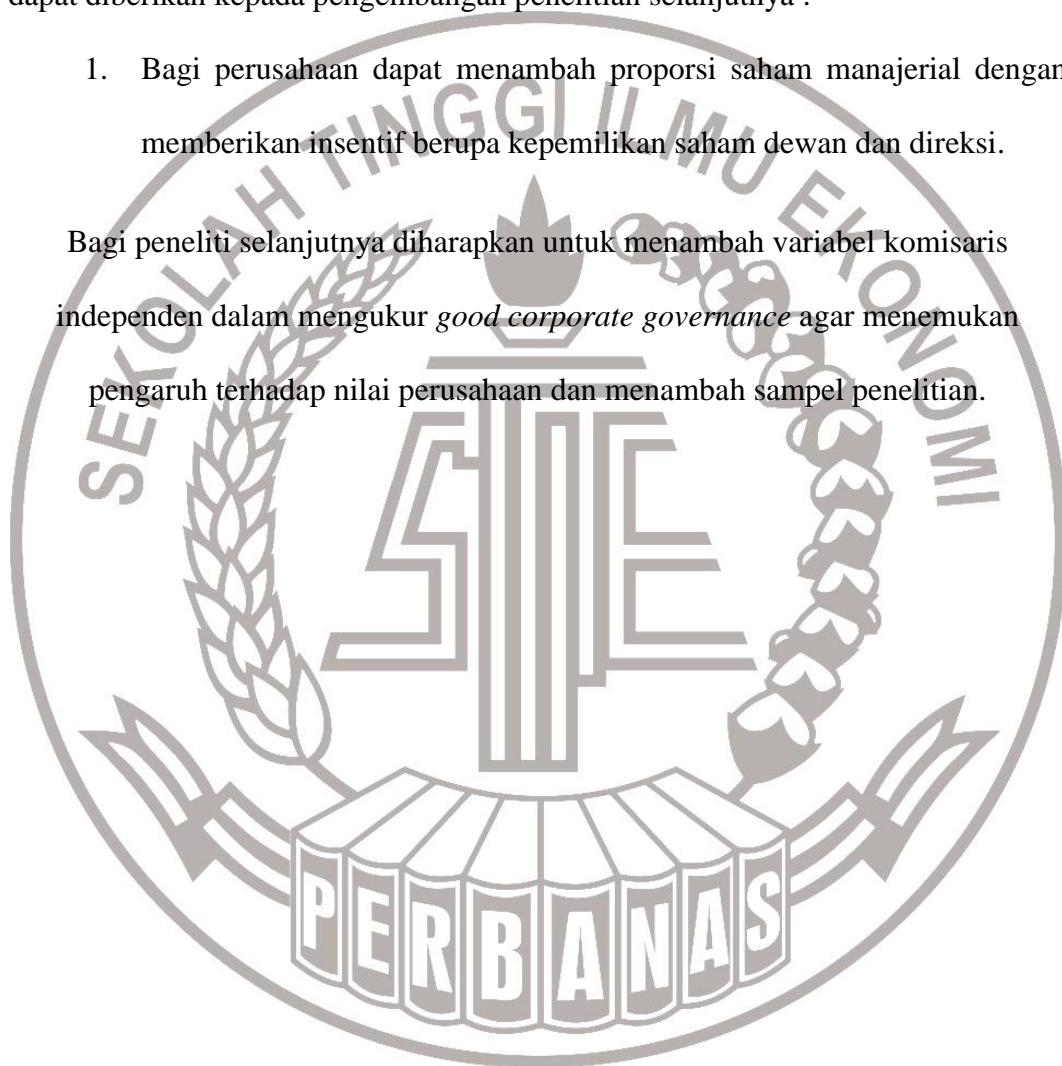 dapat diberikan kepada pengembangan penelitian selanjutnya :
1. Bagi perusahaan dapat menambah proporsi saham manajerial dengan
memberikan insentif berupa kepemilikan saham dewan dan direksi.
Bagi peneliti selanjutnya diharapkan untuk menambah variabel komisaris
independen dalam mengukur good corporate governance agar menemukan
pengaruh terhadap nilai perusahaan dan menambah sampel penelitian.
SEKOLAH TINGGI ILMU EKONOMI
STIE
PERBANAS